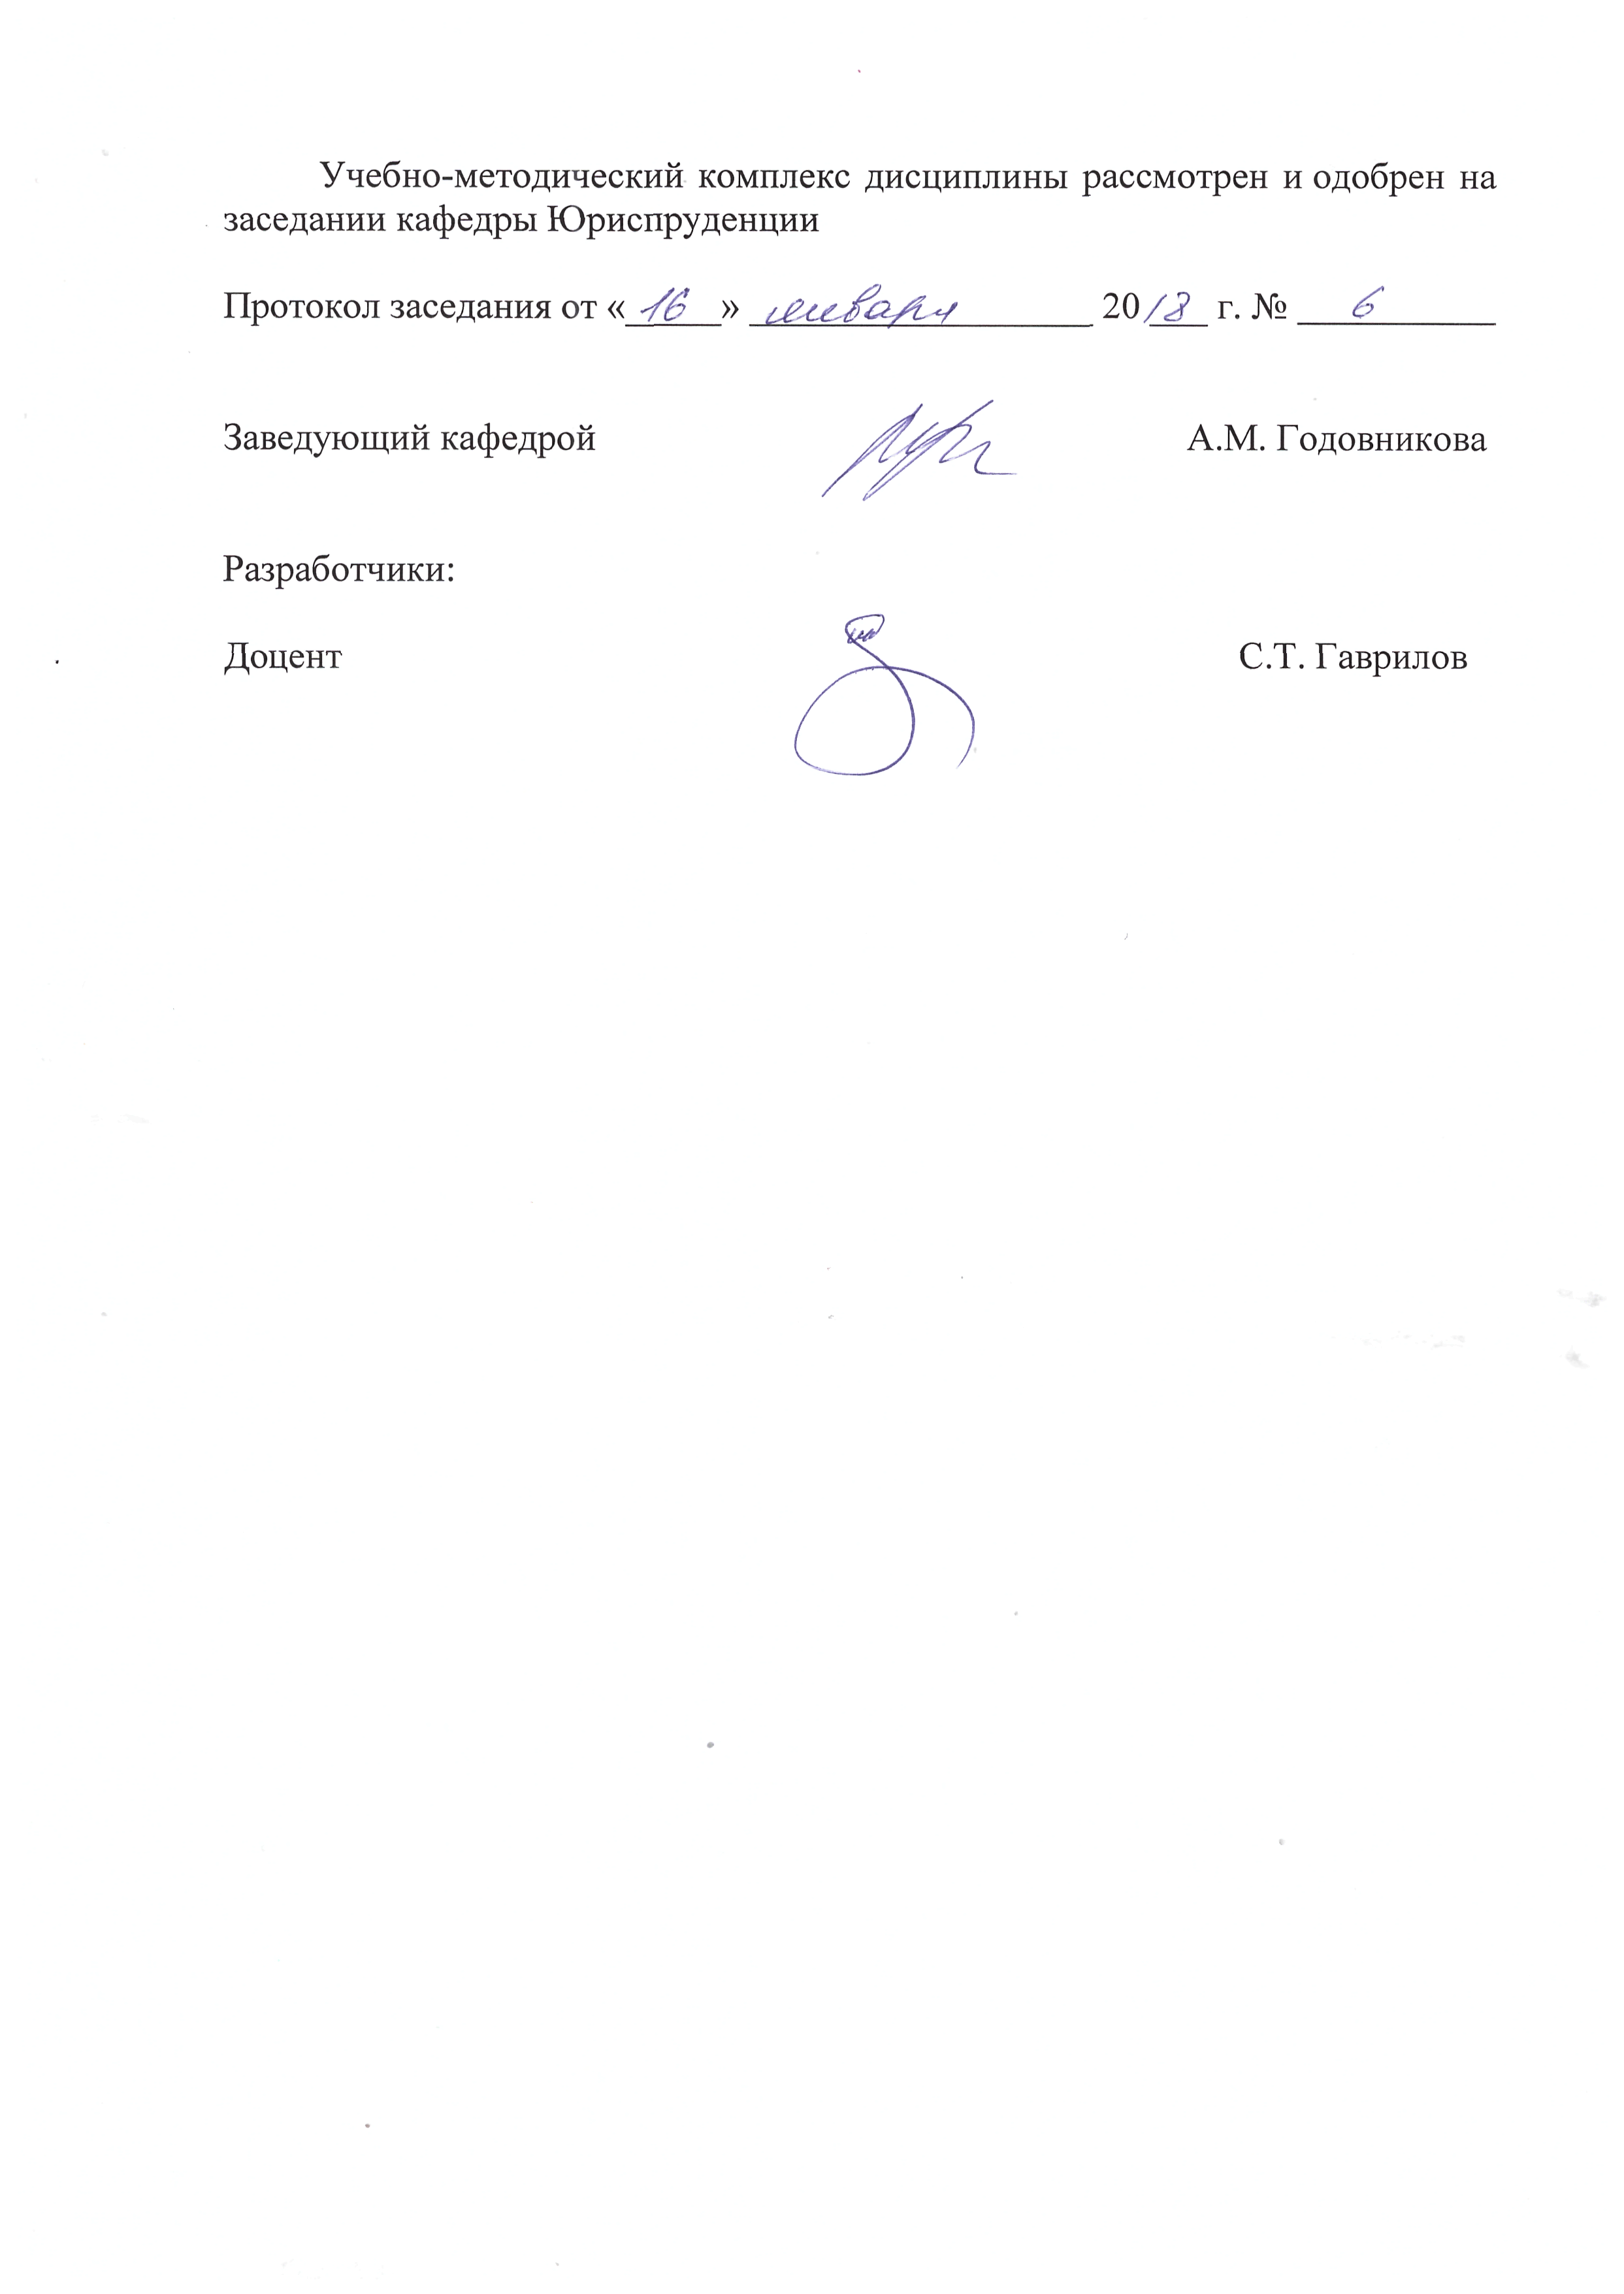 Учебно-методический комплекс дисциплины рассмотрен и одобрен на
заседании кафедры Юриспруденции
Протокол заседания от «16» января 2018 г. № 6
Заведующий кафедрой А.М. Годовникова
Разработчики:
Доцент С.Т. Гаврилов